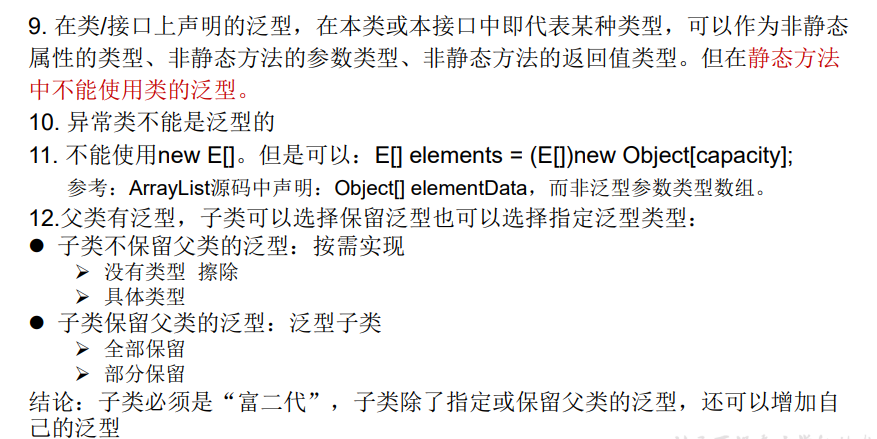 9. 在类/接口上声明的泛型，在本类或本接口中即代表某种类型，可以作为非静态
属性的类型、非静态方法的参数类型、非静态方法的返回值类型。但在静态方法
中不能使用类的泛型。
10. 异常类不能是泛型的
11. 不能使用new E[]。但是可以：E[] elements = (E[])new Object[capacity];
参考：ArrayList源码中声明：Object[] elementData，而非泛型参数类型数组。
12.父类有泛型，子类可以选择保留泛型也可以选择指定泛型类型：
● 子类不保留父类的泛型：按需实现
➢ 没有类型 擦除
➢ 具体类型
● 子类保留父类的泛型：泛型子类
➢ 全部保留
➢ 部分保留
结论：子类必须是“富二代”，子类除了指定或保留父类的泛型，还可以增加自
己的泛型